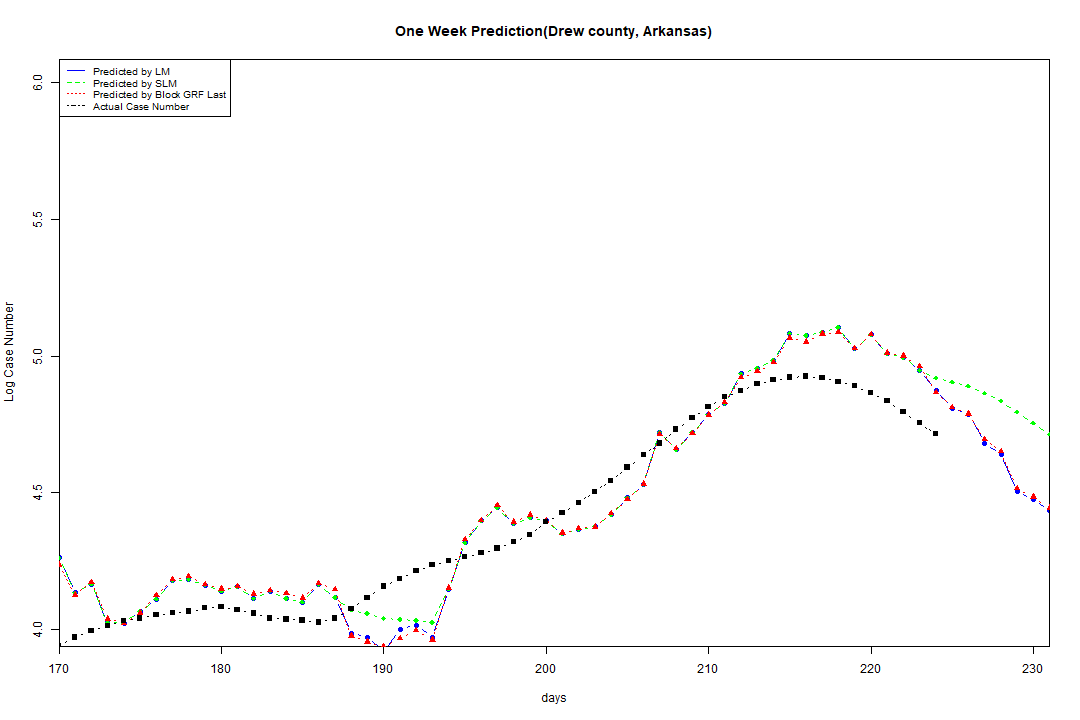 One Week Prediction(Drew county, Arkansas)
Predicted by LM
Predicted by SLM
Predicted by Block GRF Last
Actual Case Number
6.0
5.5
5.0
4.5
4.0
Log Case Number
170 180 190 200 210 220 230
days